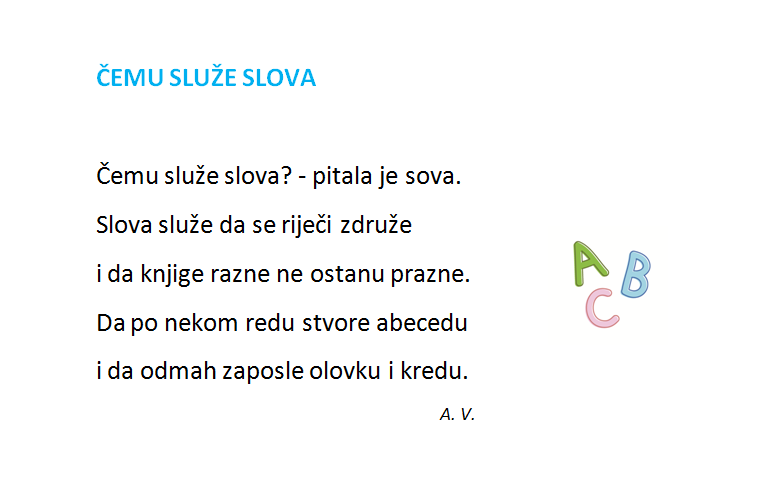 ČEMU SLUŽE SLOVA
Čemu služe slova? - pitala je sova.
Slova služe da se riječi združe
i da knjige razne ne ostanu prazne.
Da po nekom redu stvore abecedu
i da odmah zaposle olovku i kredu.
A. V.
A B C